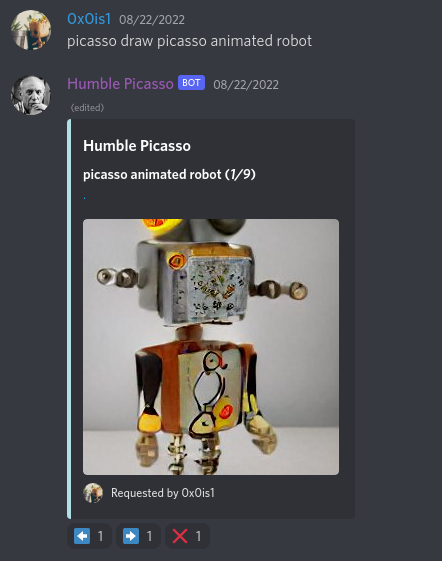 0x0is1 08/22/2022
picasso draw picasso animated robot
Humble Picasso BOT 08/22/2022
(edited)
Humble Picasso
picasso animated robot (1/9)
.
Requested by 0x0is1
1 1 1